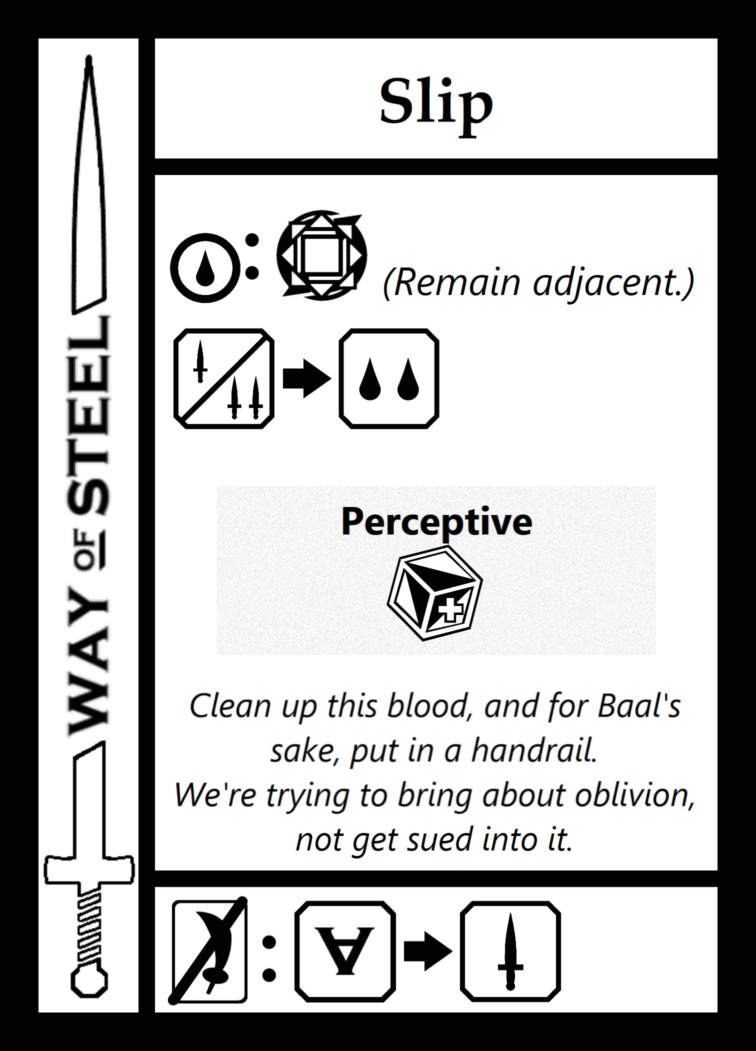 Slip
WAY OF STEEL
(Remain adjacent.)
Perceptive
Clean up this blood, and for Baal's
sake, put in a handrail.
We're trying to bring about oblivion,
not get sued into it.
∀